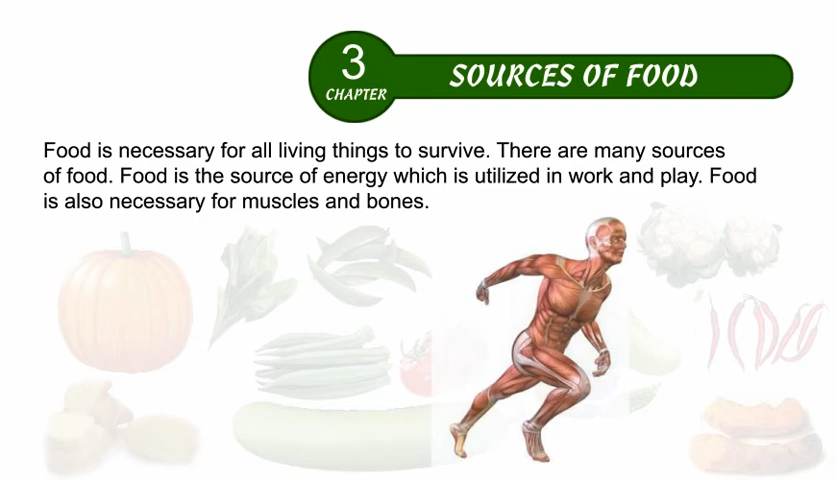 3
CHAPTER
SOURCES OF FOOD
Food is necessary for all living things to survive. There are many sources
of food. Food is the source of energy which is utilized in work and play. Food
is also necessary for muscles and bones.